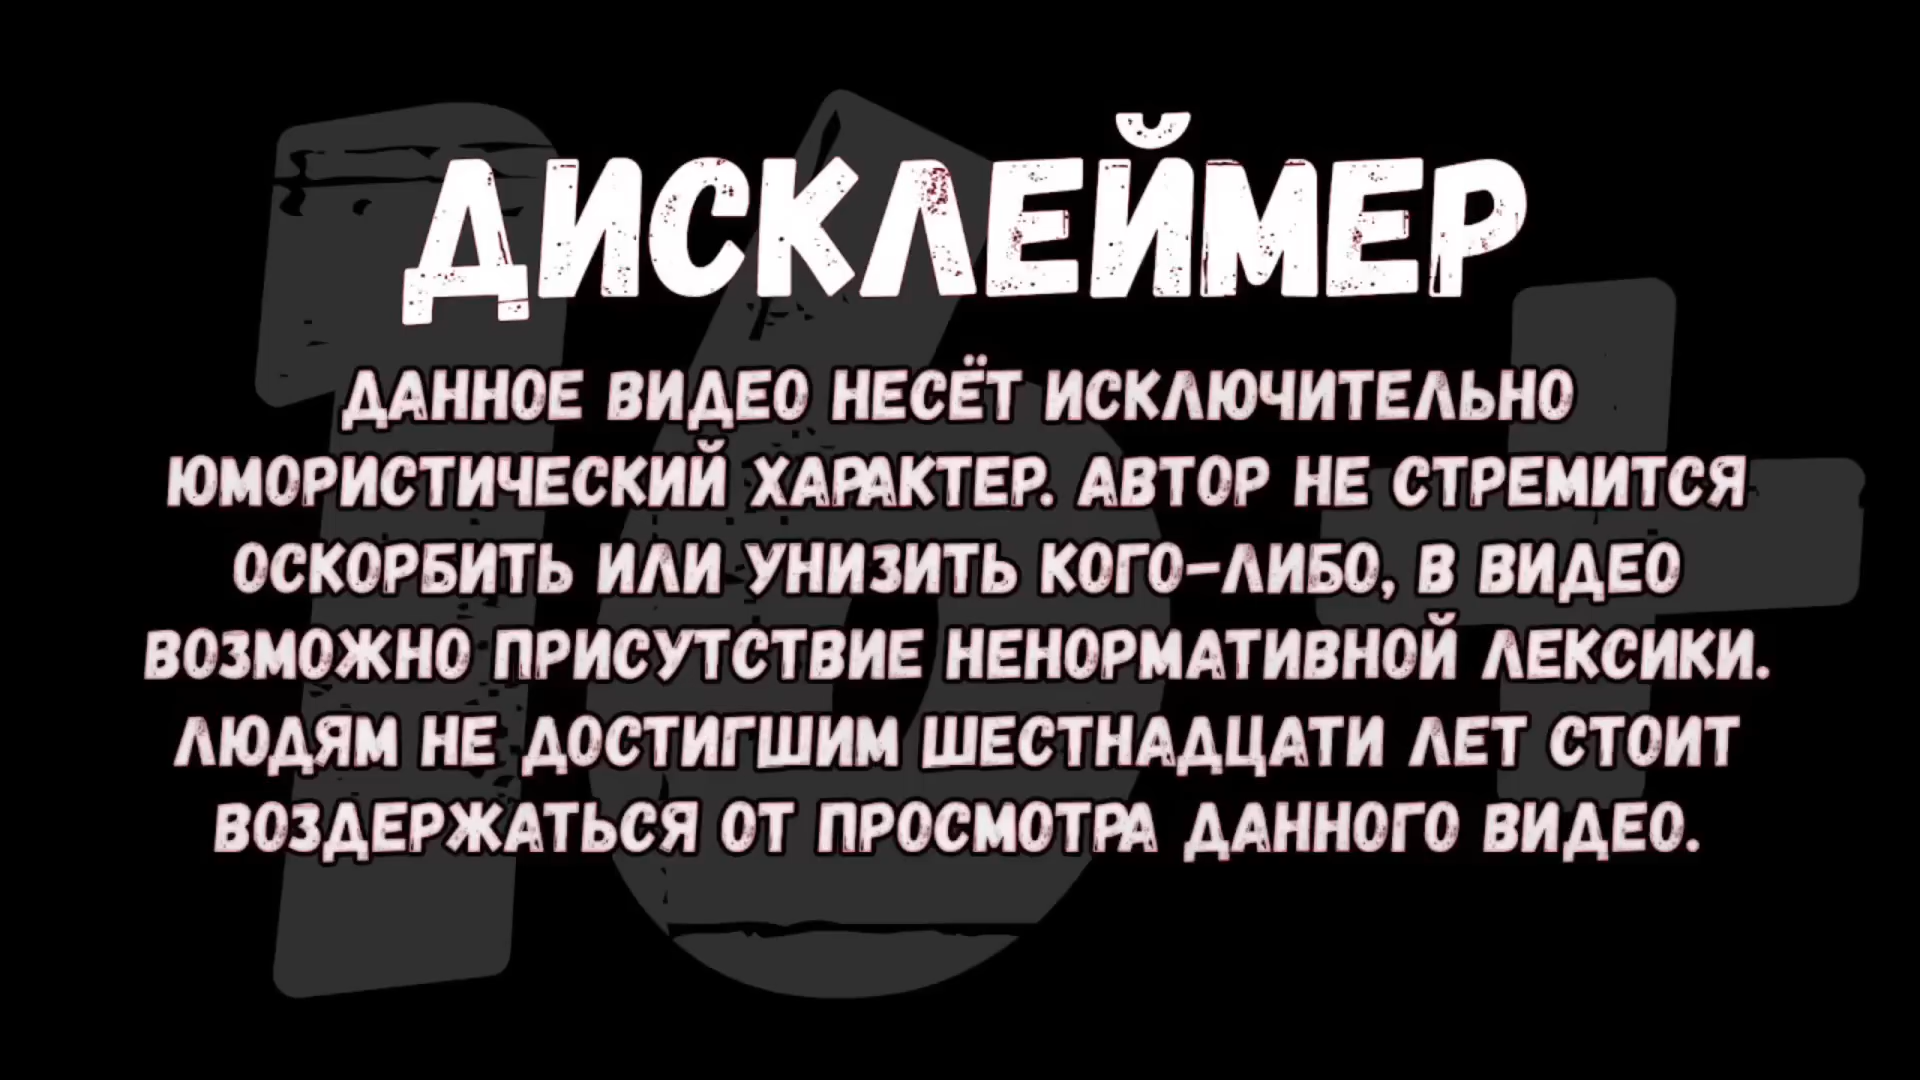 ДИСКЛЕЙМЕР
ДАННОЕ ВИДЕО НЕСЁТ ИСКЛЮЧИТЕЛЬНО
ЮМОРИСТИЧЕСКИЙ ХАРАКТЕР. АВТОР НЕ СТРЕМИТСЯ
ОСКОРБИТЬ ИЛИ УНИЗИТЬ КОГО-ЛИБО, В ВИДЕО
ВОЗМОЖНО ПРИСУТСТВИЕ НЕНОРМАТИВНОЙ ЛЕКСИКИ.
ЛЮДЯМ НЕ ДОСТИГШИМ ШЕСТНАДЦАТИ ЛЕТ СТОИТ
ВОЗДЕРЖАТЬСЯ ОТ ПРОСМОТРА ДАННОГО ВИДЕО.
16+